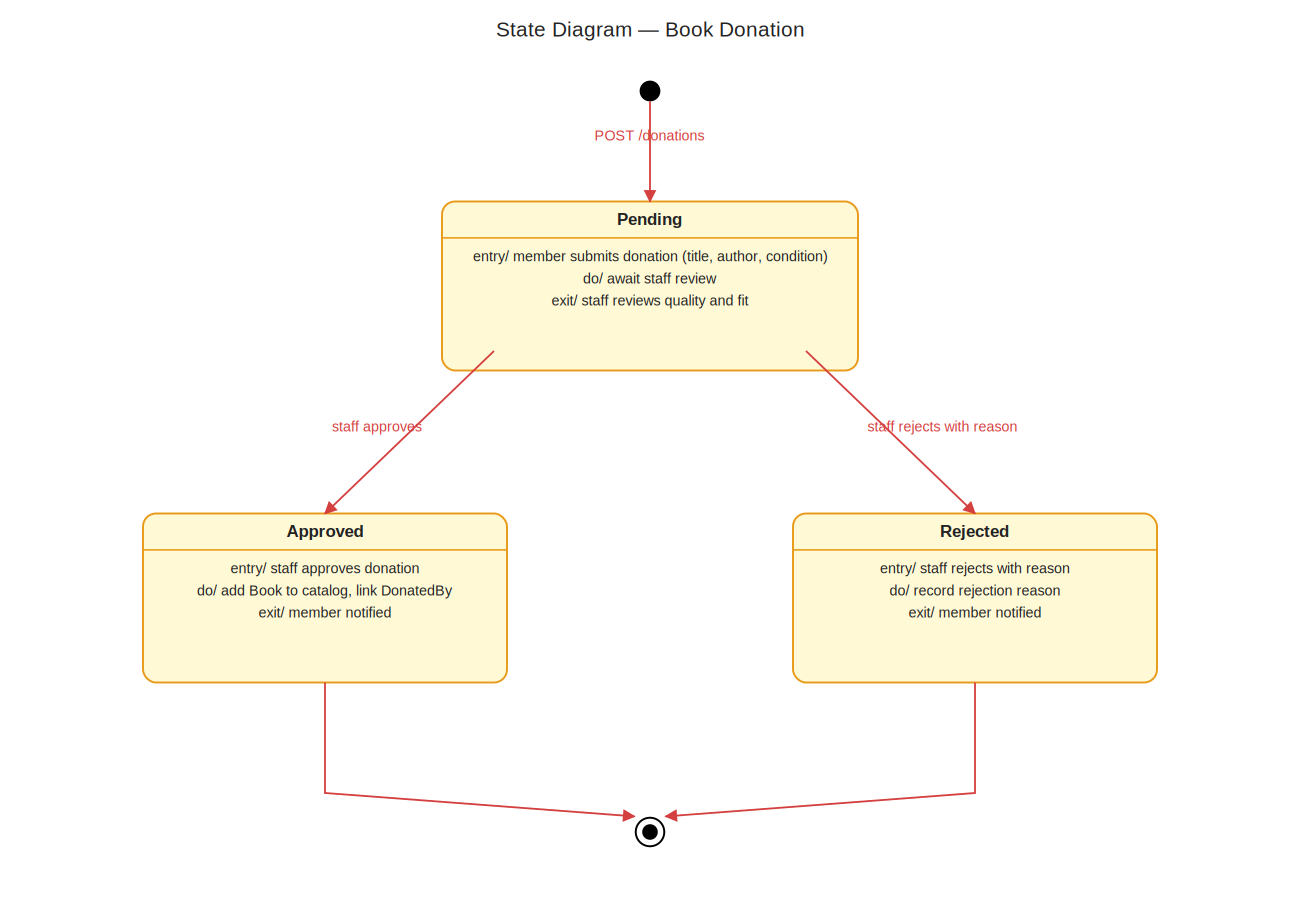 State Diagram — Book Donation
POST /donations
Pending
entry/ member submits donation (title, author, condition)
do/ await staff review
exit/ staff reviews quality and fit
staff approves
staff rejects with reason
Approved
entry/ staff approves donation
do/ add Book to catalog, link DonatedBy
exit/ member notified
Rejected
entry/ staff rejects with reason
do/ record rejection reason
exit/ member notified